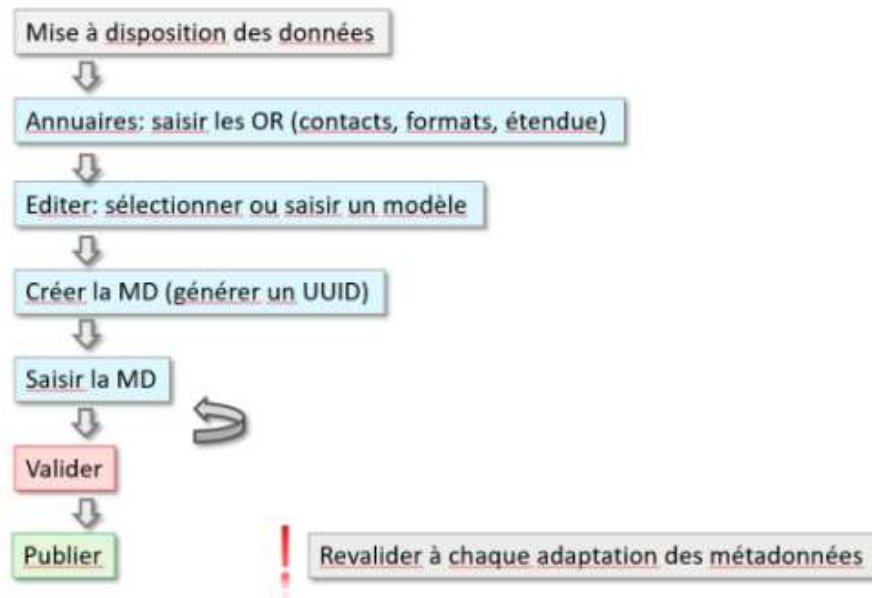 Mise à disposition des données
Annuaires: saisir les OR (contacts, formats, étendue)
Editer: sélectionner ou saisir un modèle
Créer la MD (générer un UUID)
Saisir la MD
Valider
Publier
! Revalider à chaque adaptation des métadonnées